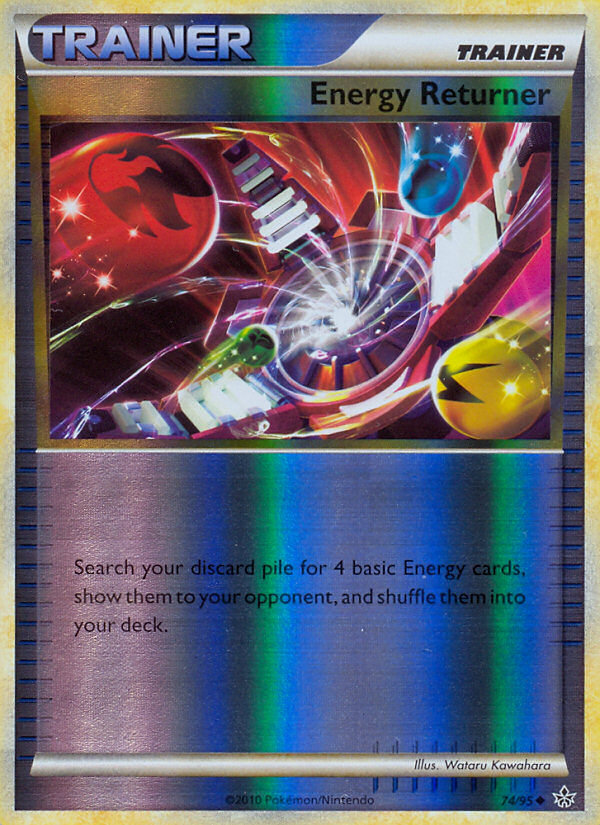 TRAINER
TRAINER
Energy Returner
Search your discard pile for 4 basic Energy cards,
show them to your opponent, and shuffle them into
your deck.
Illus. Wataru Kawahara
©2010 Pokémon/Nintendo
74/95